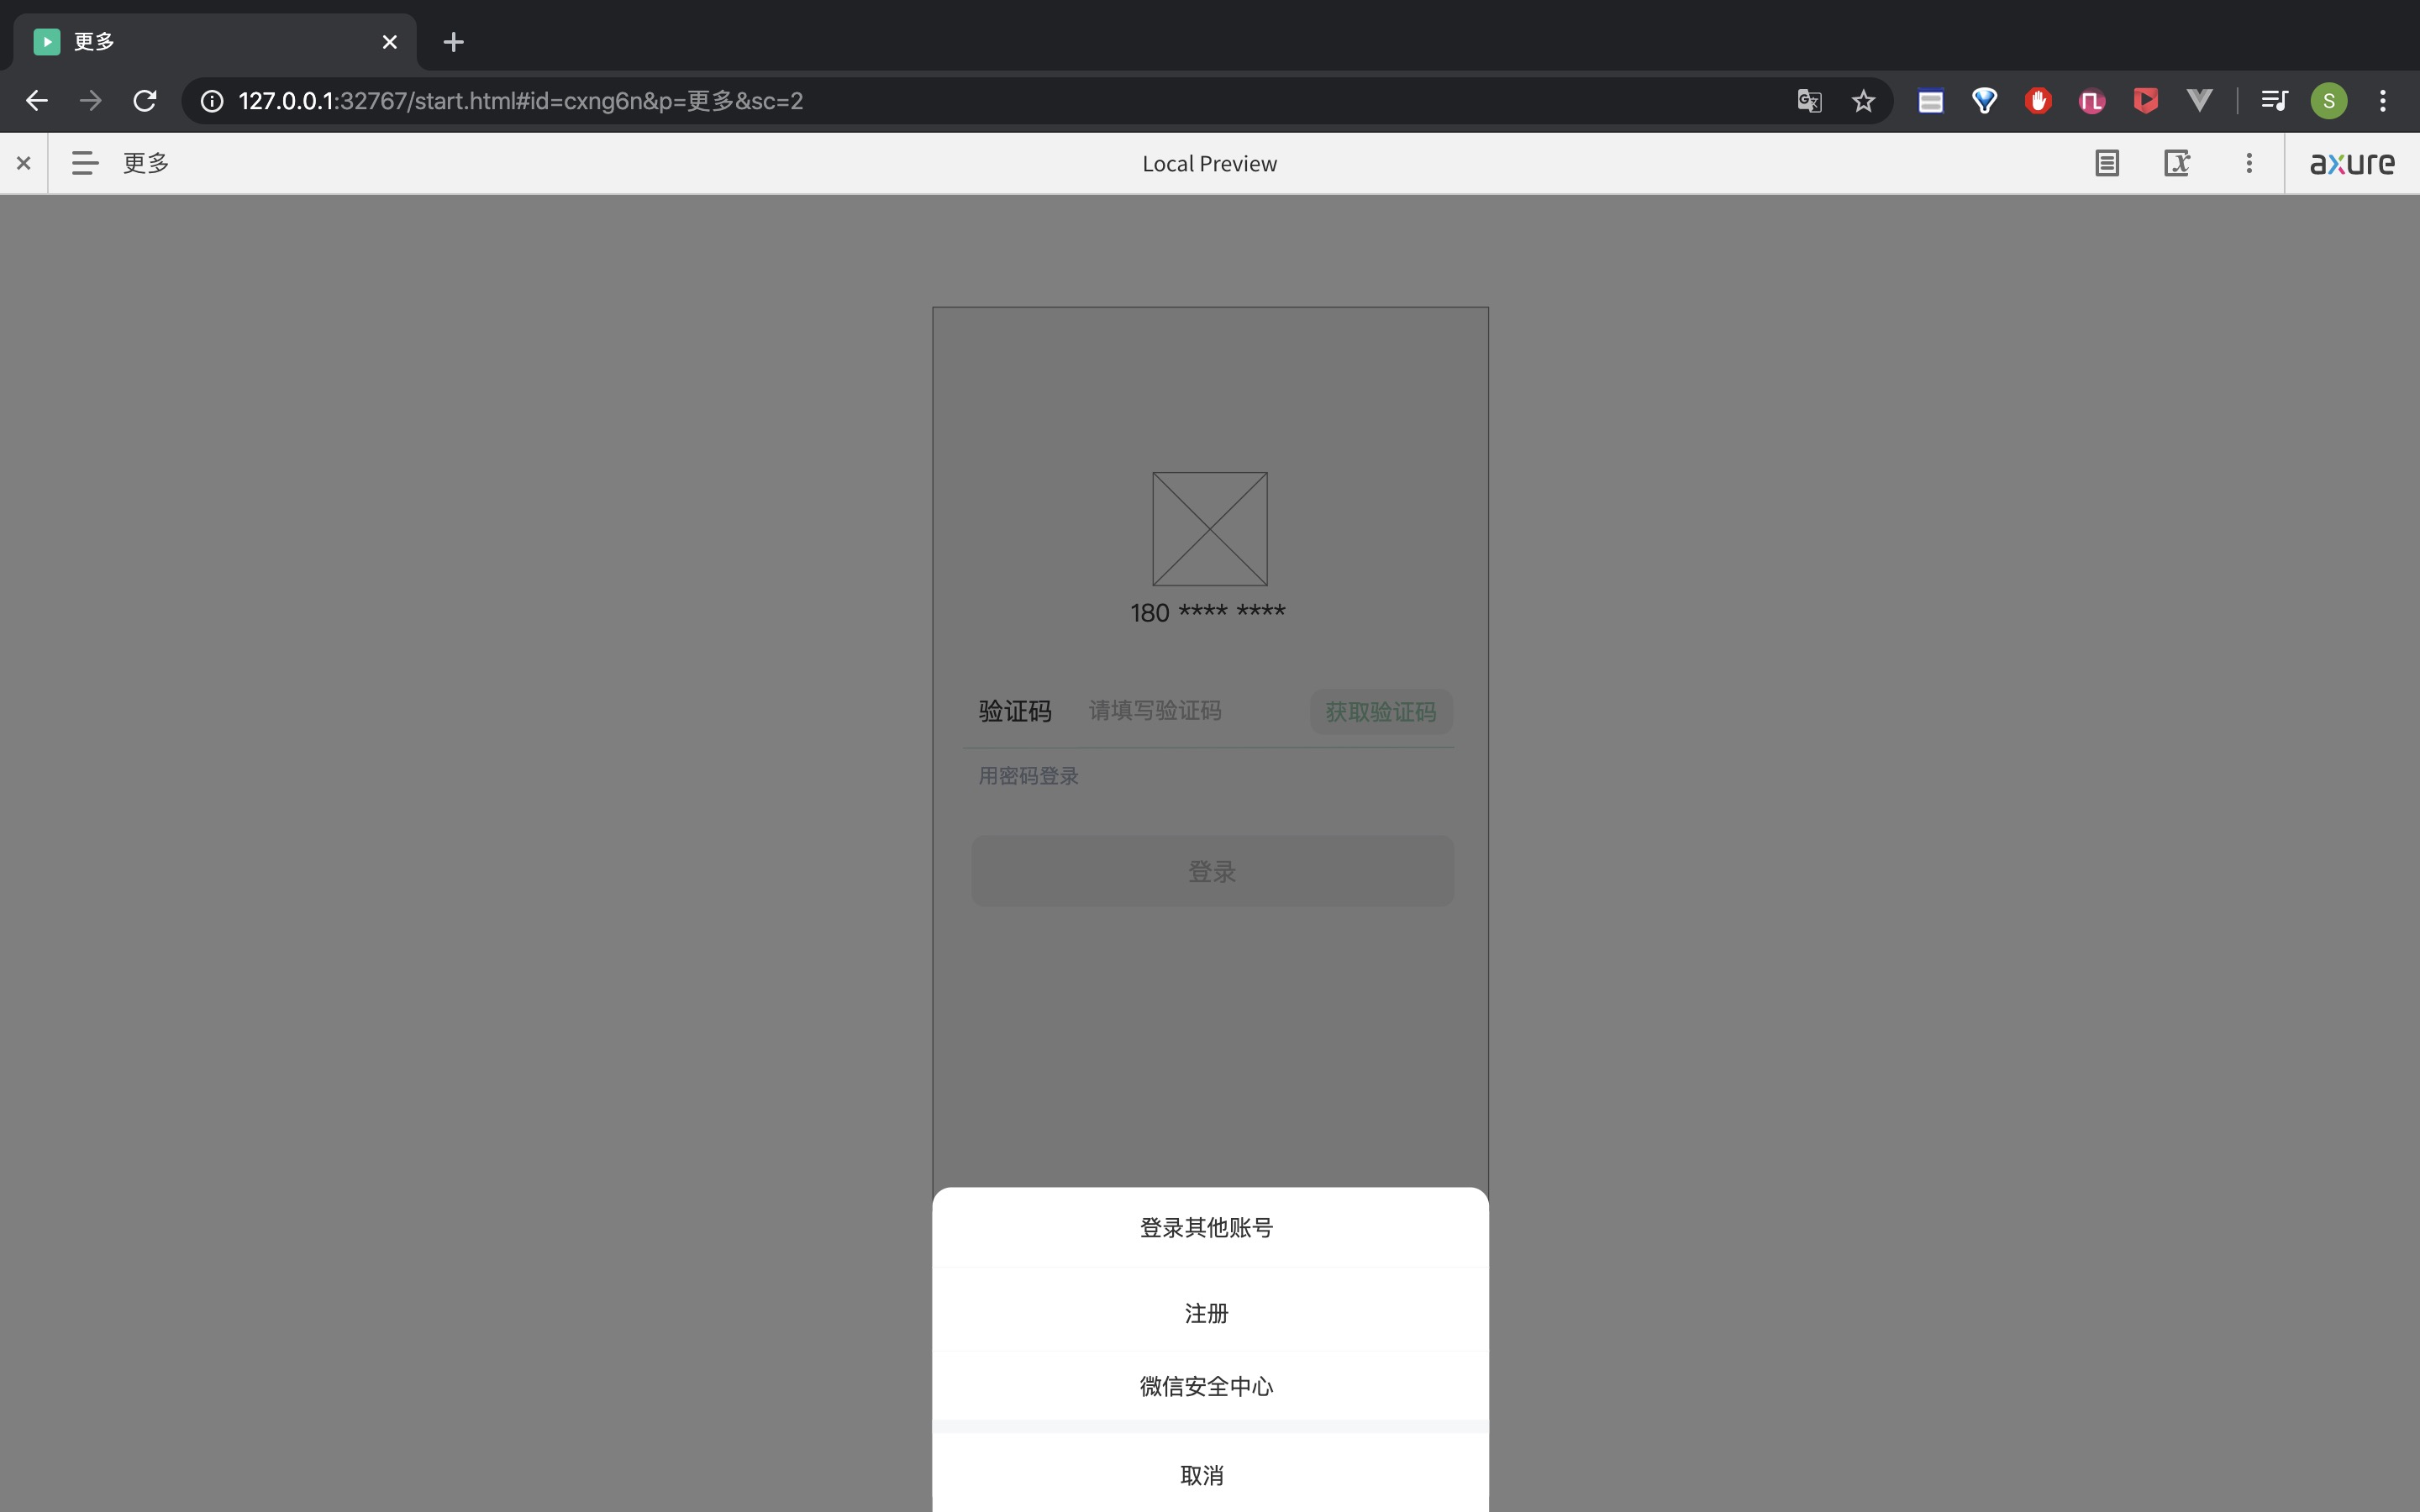 更多
127.0.0.1:32767/start.html#id=cxng6n&p=更多&sc=2
S
更多
Local Preview
axure
180 **** ****
验证码 请填写验证码 获取验证码
用密码登录
登录
登录其他账号
注册
微信安全中心
取消